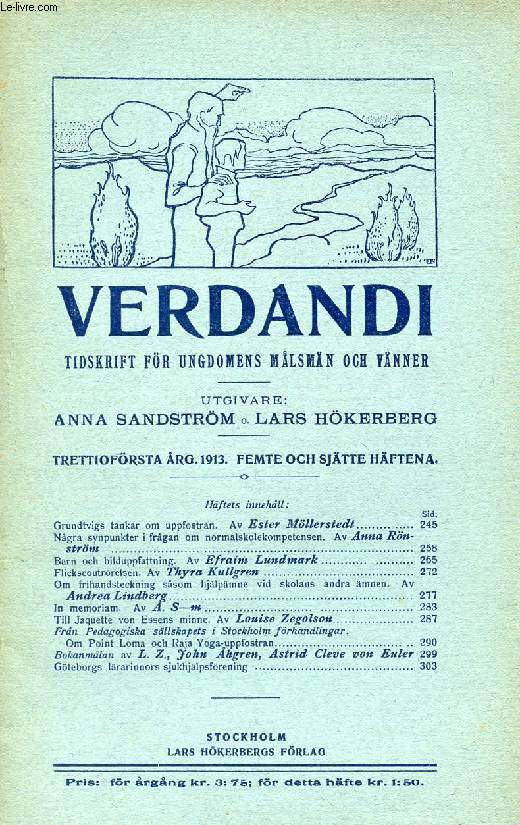 Le-livre.com
VERDANDI
TIDSKRIFT FÖR UNGDOMENS MÅLSMÄN OCH VÄNNER
UTGIVARE:
ANNA SANDSTRÖM o. LARS HÖKERBERG
TRETTIOFÖRSTA ÅRG. 1913. FEMTE OCH SJÄTTE HÄFTENA.
Häftets innehåll:
Sid.
Grundtvigs tankar om uppfostran. Av Ester Möllerstedt 245
Några synpunkter i frågan om normalskolekompetensen. Av Anna Rön-
ström 258
Barn och bilduppfattning. Av Efraim Lundmark 265
Flickscoutrörelsen. Av Thyra Kullgren 272
Om frihandsteckning såsom hjälpämne vid skolans andra ämnen. Av
Andrea Lindberg 277
In memoriam. Av A. S—m 283
Till Jaquette von Essens minne. Av Louise Zegolson 287
Från Pedagogiska sällskapets i Stockholm förhandlingar.
Om Point Loma och Raja Yoga-uppfostran 290
Bokanmälan av L. Z., John Åhgren, Astrid Cleve von Euler 299
Göteborgs lärarinnors sjukhjälpsförening 303
STOCKHOLM
LARS HÖKERBERGS FÖRLAG
Pris: för årgång kr. 3: 75; för detta häfte kr. 1: 50.